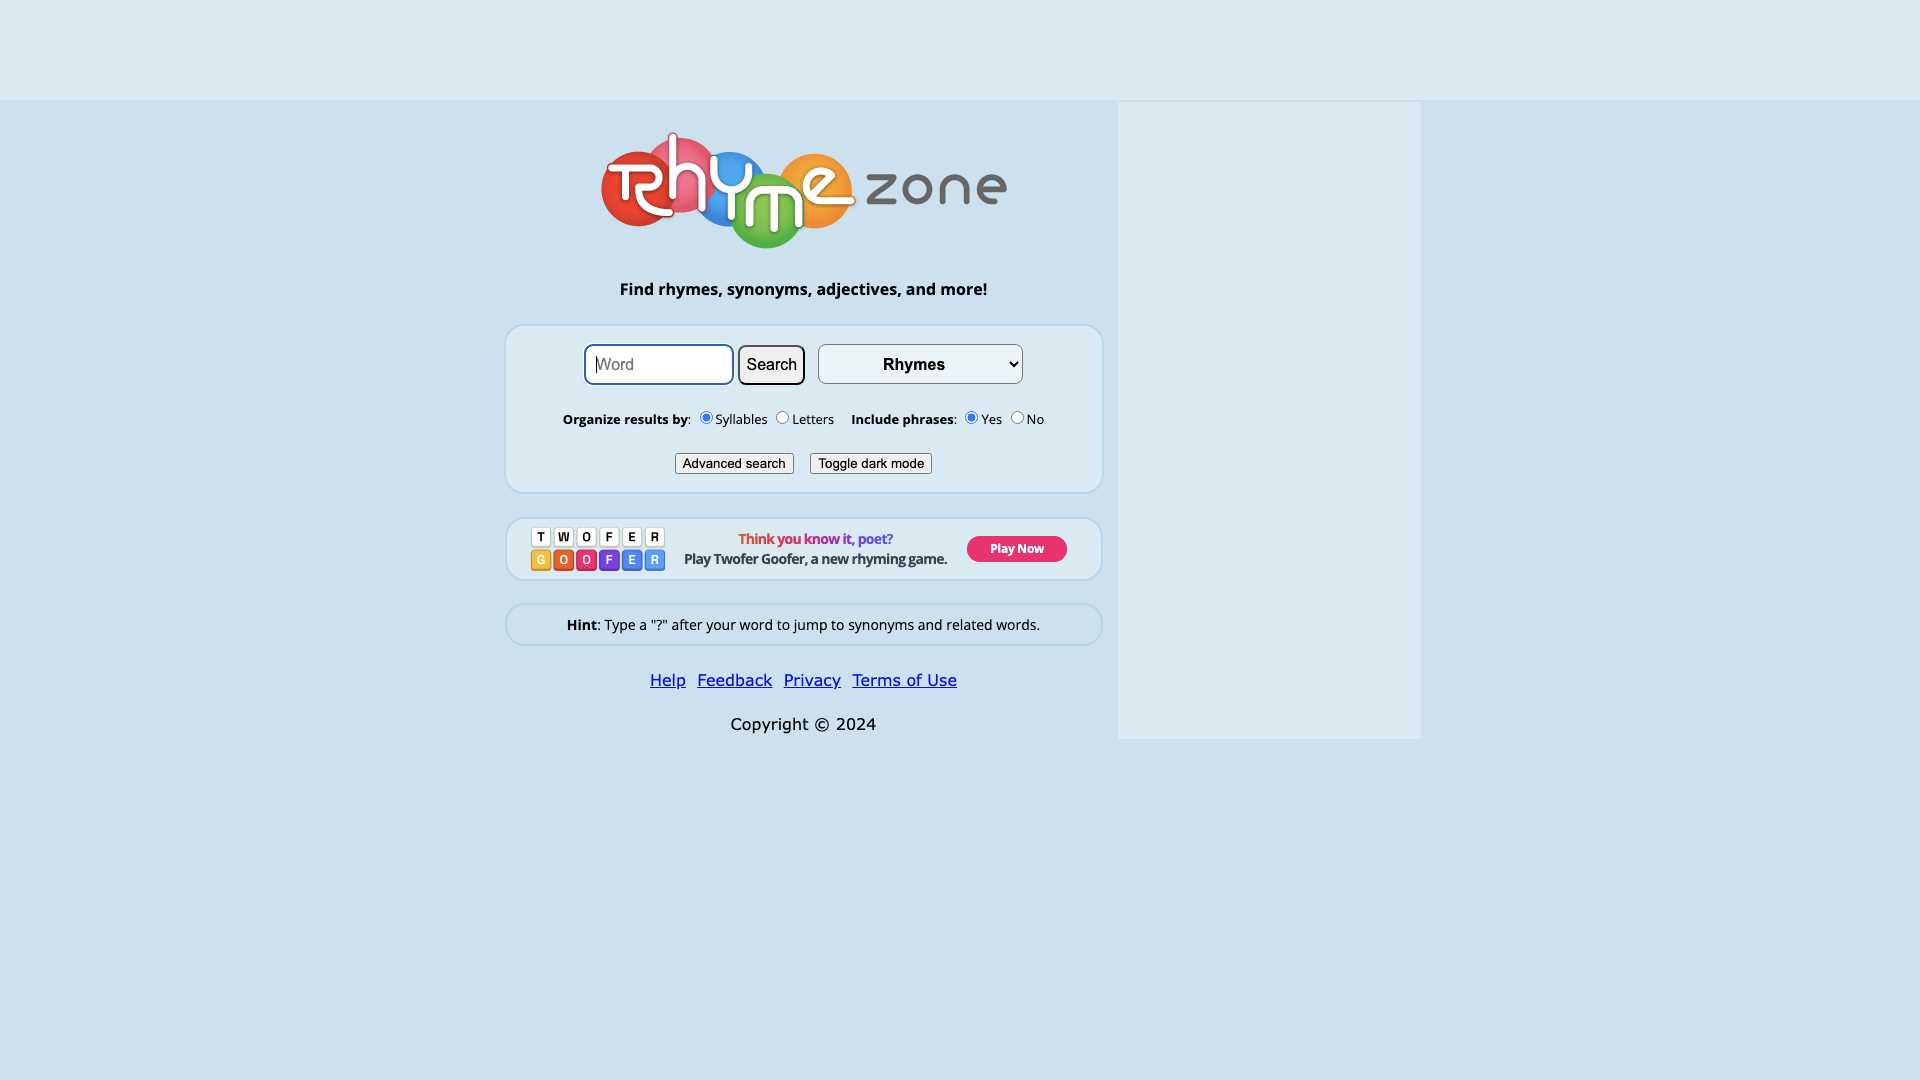 Rhyme zone
Find rhymes, synonyms, adjectives, and more!
Word Search Rhymes
Organize results by: Syllables Letters Include phrases: Yes No
Advanced search Toggle dark mode
TWOFER
GOOFER
Think you know it, poet?
Play Twofer Goofer, a new rhyming game.
Play Now
Hint: Type a "?" after your word to jump to synonyms and related words.
Help Feedback Privacy Terms of Use
Copyright © 2024